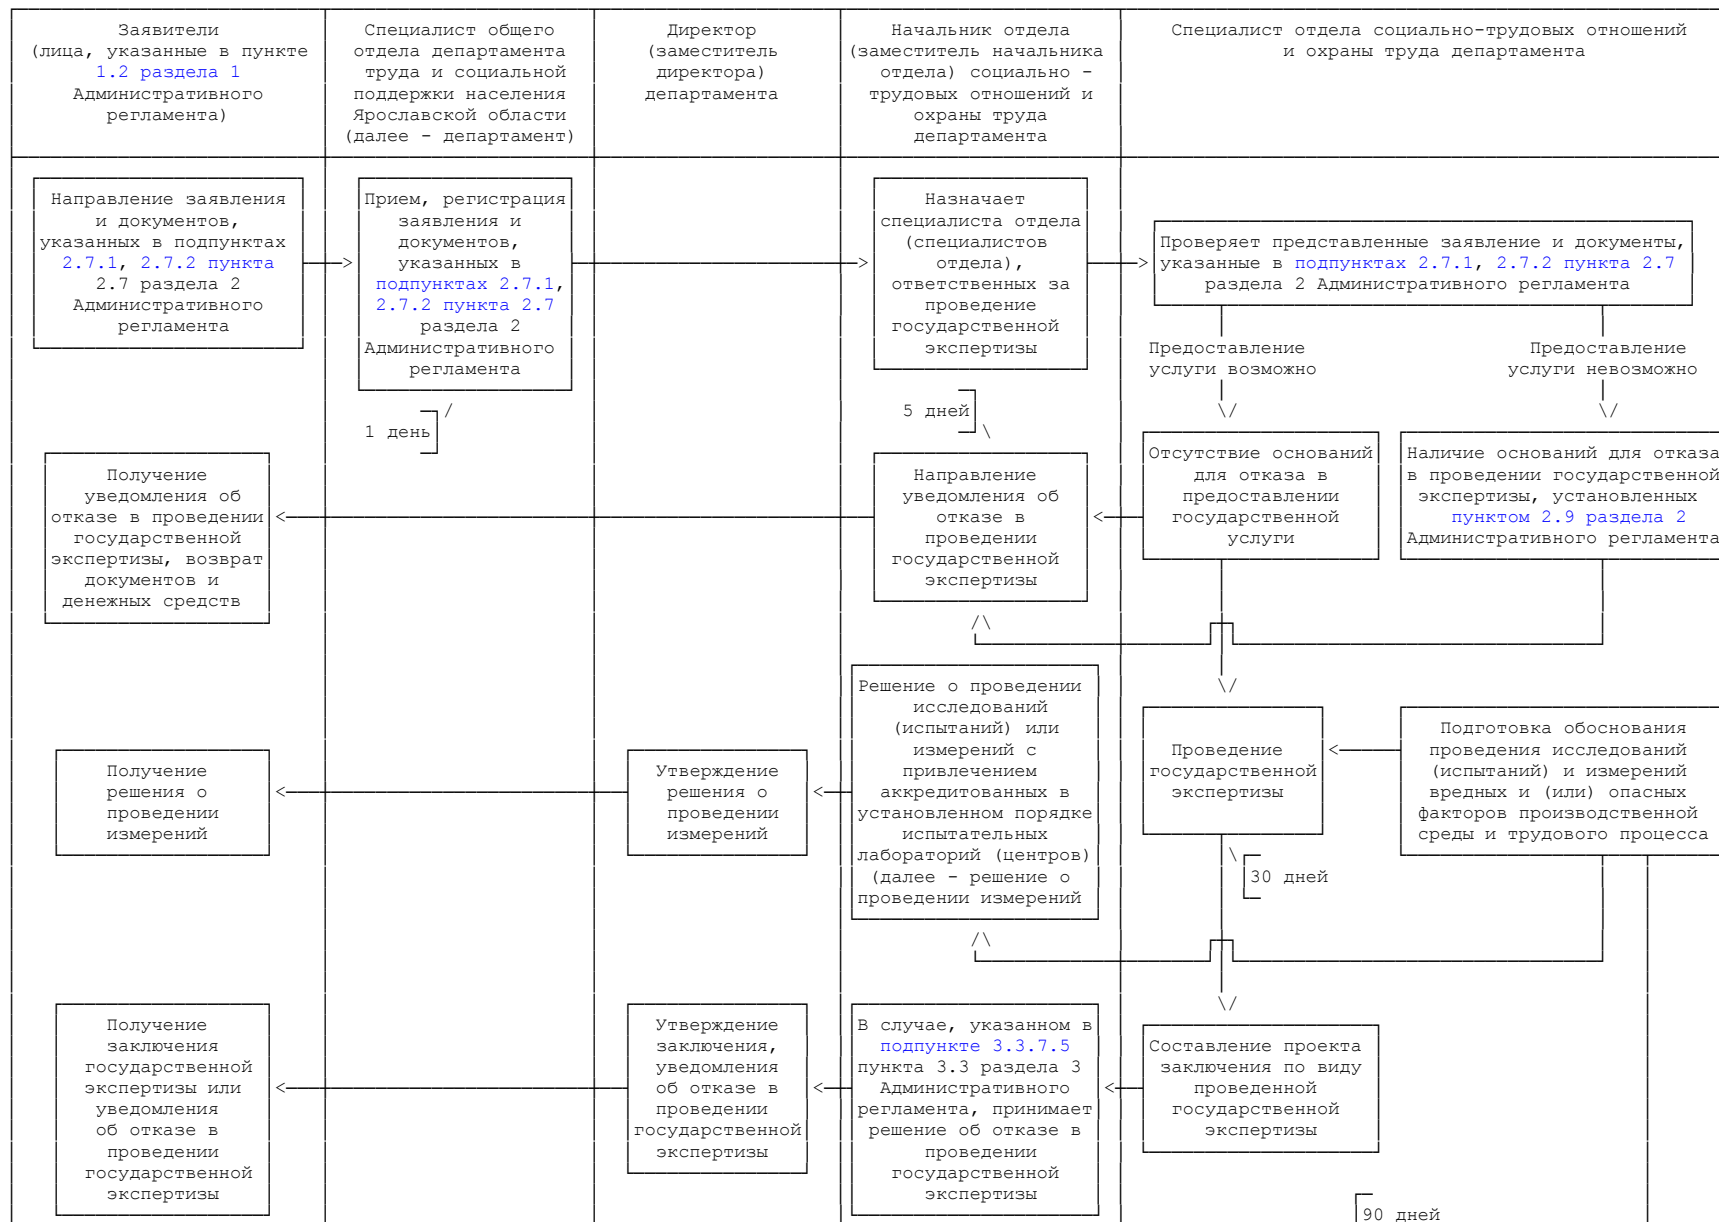 Заявители
(лица, указанные в пункте
1.2 раздела 1
Административного
регламента)
Специалист общего
отдела департамента
труда и социальной
поддержки населения
Ярославской области
(далее - департамент)
Директор
(заместитель
директора)
департамента
Начальник отдела
(заместитель начальника
отдела) социально -
трудовых отношений и
охраны труда
департамента
Специалист отдела социально-трудовых отношений
и охраны труда департамента
Направление заявления
и документов,
указанных в подпунктах
2.7.1, 2.7.2 пункта
2.7 раздела 2
Административного
регламента
Прием, регистрация
заявления и
документов,
указанных в
подпунктах 2.7.1,
2.7.2 пункта 2.7
раздела 2
Административного
регламента
1 день
Назначает
специалиста отдела
(специалистов
отдела),
ответственных за
проведение
государственной
экспертизы
5 дней
Проверяет представленные заявление и документы,
указанные в подпунктах 2.7.1, 2.7.2 пункта 2.7
раздела 2 Административного регламента
Предоставление
услуги возможно
Предоставление
услуги невозможно
Получение
уведомления об
отказе в проведении
государственной
экспертизы, возврат
документов и
денежных средств
Направление
уведомления об
отказе в
проведении
государственной
экспертизы
Отсутствие оснований
для отказа в
предоставлении
государственной
услуги
Наличие оснований для отказа
в проведении государственной
экспертизы, установленных
пунктом 2.9 раздела 2
Административного регламента
Получение
решения о
проведении
измерений
Утверждение
решения о
проведении
измерений
Решение о проведении
исследований
(испытаний) или
измерений с
привлечением
аккредитованных в
установленном порядке
испытательных
лабораторий (центров)
(далее - решение о
проведении измерений
Проведение
государственной
экспертизы
30 дней
Подготовка обоснования
проведения исследований
(испытаний) и измерений
вредных и (или) опасных
факторов производственной
среды и трудового процесса
Получение
заключения
государственной
экспертизы или
уведомления
об отказе в
проведении
государственной
экспертизы
Утверждение
заключения,
уведомления
об отказе в
проведении
государственной
экспертизы
В случае, указанном в
подпункте 3.3.7.5
пункта 3.3 раздела 3
Административного
регламента, принимает
решение об отказе в
проведении
государственной
экспертизы
Составление проекта
заключения по виду
проведенной
государственной
экспертизы
90 дней